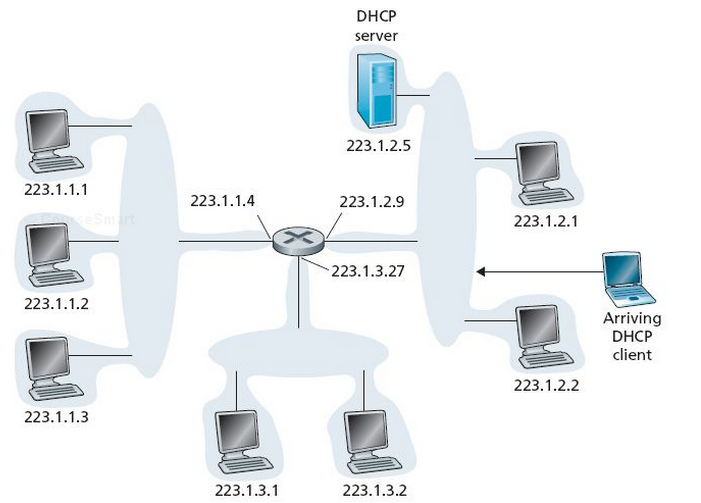 DHCP
server
223.1.2.5
223.1.1.1
223.1.1.4
223.1.2.9
223.1.2.1
CourseSmart
223.1.3.27
223.1.1.2
Arriving
DHCP
client
223.1.2.2
223.1.1.3
223.1.3.1
223.1.3.2